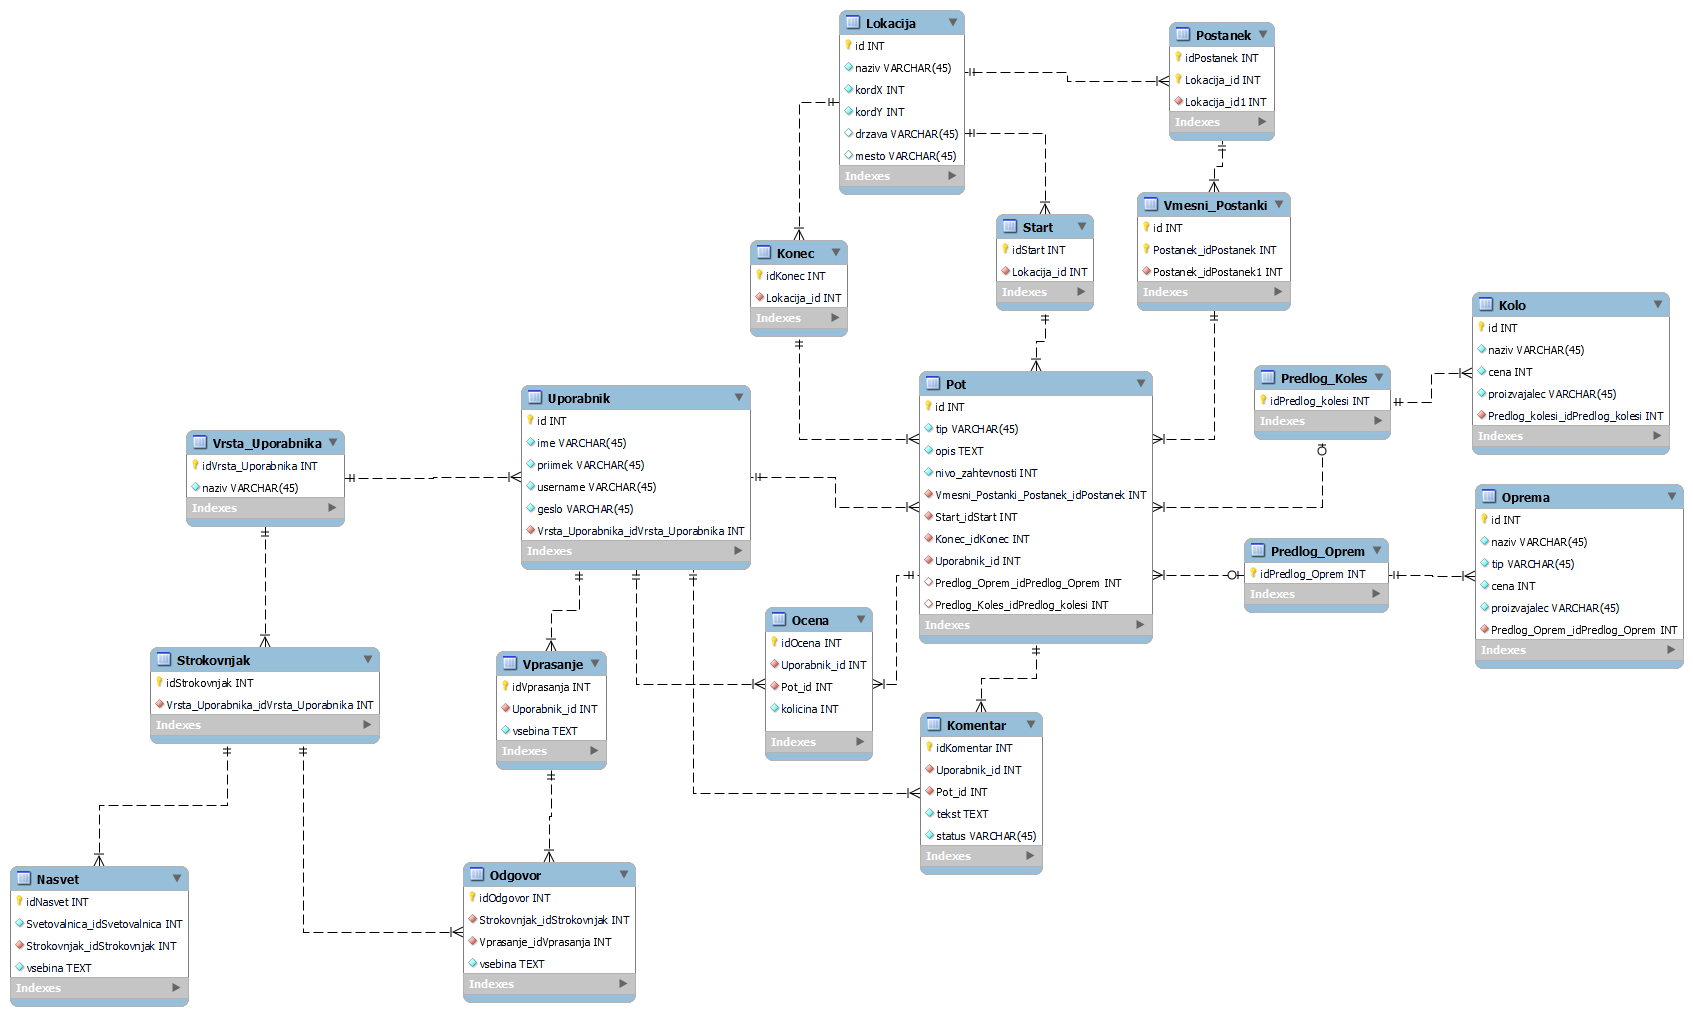 Lokacija
id INT
naziv VARCHAR(45)
kordX INT
kordY INT
drzava VARCHAR(45)
mesto VARCHAR(45)
Indexes
Postanek
idPostanek INT
Lokacija_id INT
Lokacija_id1 INT
Indexes
Vmesni_Postanki
id INT
Postanek_idPostanek INT
Postanek_idPostanek1 INT
Indexes
Start
idStart INT
Lokacija_id INT
Indexes
Konec
idKonec INT
Lokacija_id INT
Indexes
Kolo
id INT
naziv VARCHAR(45)
cena INT
proizvajalec VARCHAR(45)
Predlog_kolesi_idPredlog_kolesi INT
Indexes
Predlog_Koles
idPredlog_kolesi INT
Indexes
Pot
id INT
tip VARCHAR(45)
opis TEXT
nivo_zahtevnosti INT
Vmesni_Postanki_Postanek_idPostanek INT
Start_idStart INT
Konec_idKonec INT
Uporabnik_id INT
Predlog_Oprem_idPredlog_Oprem INT
Predlog_Koles_idPredlog_kolesi INT
Indexes
Uporabnik
id INT
ime VARCHAR(45)
priimek VARCHAR(45)
username VARCHAR(45)
geslo VARCHAR(45)
Vrsta_Uporabnika_idVrsta_Uporabnika INT
Indexes
Vrsta_Uporabnika
idVrsta_Uporabnika INT
naziv VARCHAR(45)
Indexes
Oprema
id INT
naziv VARCHAR(45)
tip VARCHAR(45)
cena INT
proizvajalec VARCHAR(45)
Predlog_Oprem_idPredlog_Oprem INT
Indexes
Predlog_Oprem
idPredlog_Oprem INT
Indexes
Ocena
idOcena INT
Uporabnik_id INT
Pot_id INT
kolicina INT
Indexes
Strokovnjak
idStrokovnjak INT
Vrsta_Uporabnika_idVrsta_Uporabnika INT
Indexes
Vprasanje
idVprasanja INT
Uporabnik_id INT
vsebina TEXT
Indexes
Komentar
idKomentar INT
Uporabnik_id INT
Pot_id INT
tekst TEXT
status VARCHAR(45)
Indexes
Nasvet
idNasvet INT
Svetovalnica_idSvetovalnica INT
Strokovnjak_idStrokovnjak INT
vsebina TEXT
Indexes
Odgovor
idOdgovor INT
Strokovnjak_idStrokovnjak INT
Vprasanje_idVprasanja INT
vsebina TEXT
Indexes